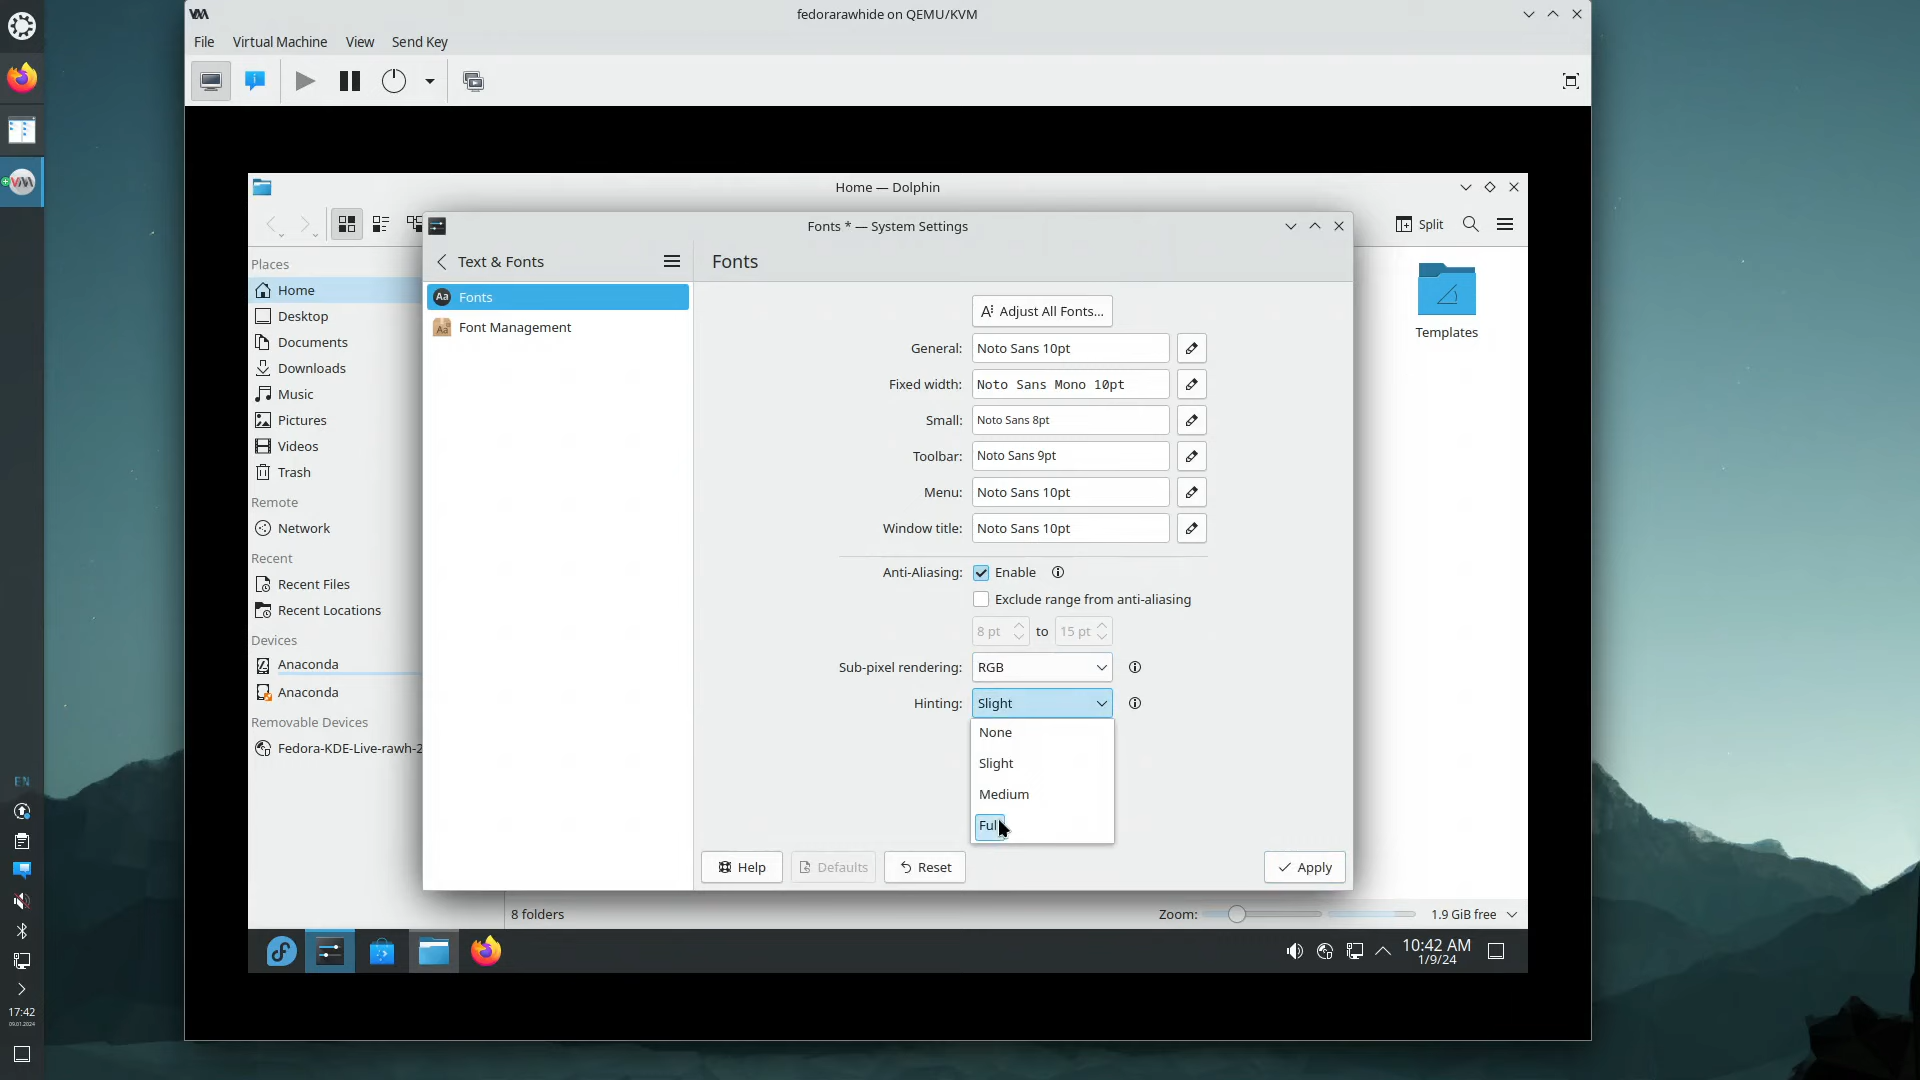 fedorarawhide on QEMU/KVM
File Virtual Machine View Send Key
Home — Dolphin
Split
Places
Home
Desktop
Documents
Downloads
Music
Pictures
Videos
Trash
Remote
Network
Recent
Recent Files
Recent Locations
Devices
Anaconda
Anaconda
Removable Devices
Fedora-KDE-Live-rawh-2
Fonts * — System Settings
Text & Fonts
Fonts
Font Management
Fonts
Adjust All Fonts...
General: Noto Sans 10pt
Fixed width: Noto Sans Mono 10pt
Small: Noto Sans 8pt
Toolbar: Noto Sans 9pt
Menu: Noto Sans 10pt
Window title: Noto Sans 10pt
Anti-Aliasing: Enable
Exclude range from anti-aliasing
8 pt to 15 pt
Sub-pixel rendering: RGB
Hinting: Slight
None
Slight
Medium
Full
Help Defaults Reset Apply
Templates
8 folders
Zoom: 1.9 GiB free
10:42 AM
1/9/24
EN
17:42
09.01.2024